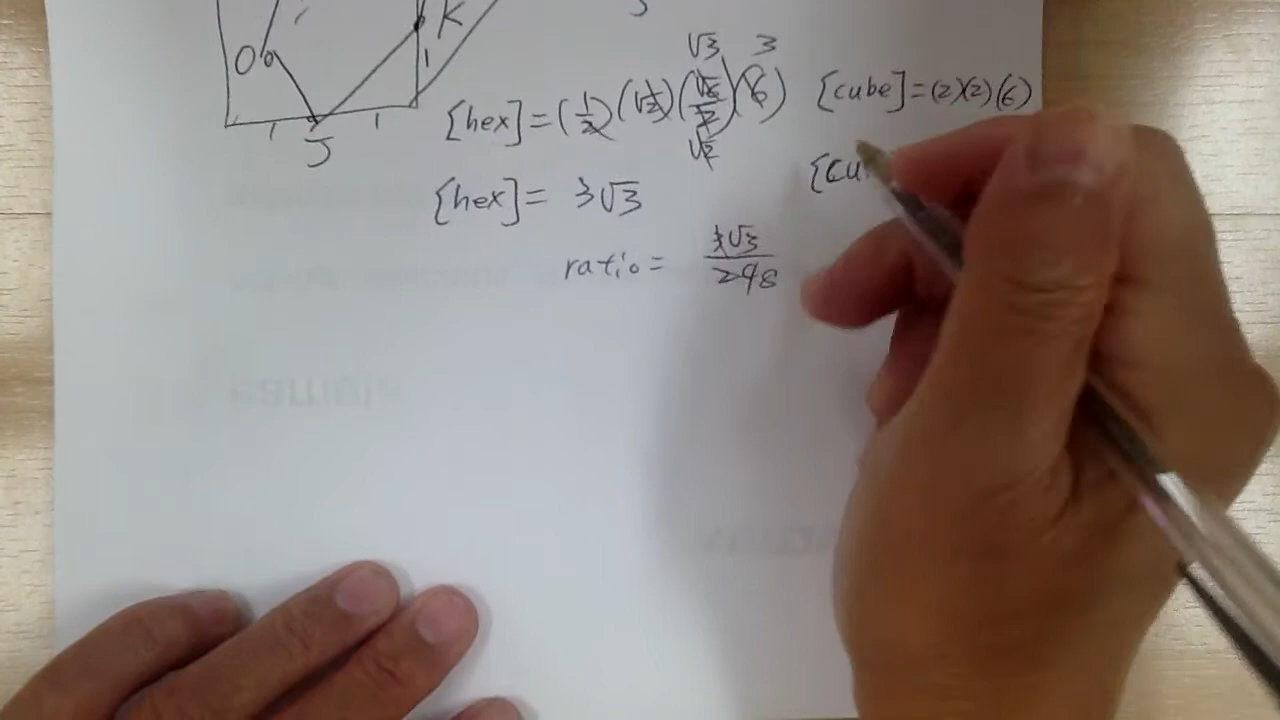 K
O
1
1
1
J
√3 3
[hex] = (1/2)(√2)(√6/√2)(6) [cube] = (2)(2)(6)
√2
[hex] = 3√3 [cu
ratio = 3√3/248